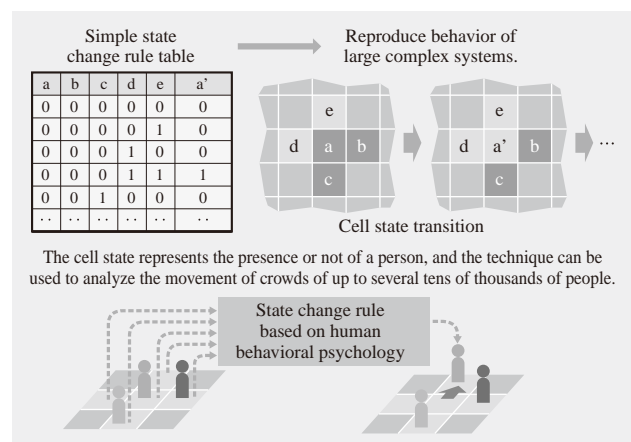 Simple state
change rule table
Reproduce behavior of
large complex systems.
a b c d e a’
0 0 0 0 0 0
0 0 0 0 1 0
0 0 0 1 0 0
0 0 0 1 1 1
0 0 1 0 0 0
·· ·· ·· ·· ·· ··
e
d a b
c
e
d a’ b
c
···
Cell state transition
The cell state represents the presence or not of a person, and the technique can be
used to analyze the movement of crowds of up to several tens of thousands of people.
State change rule
based on human
behavioral psychology